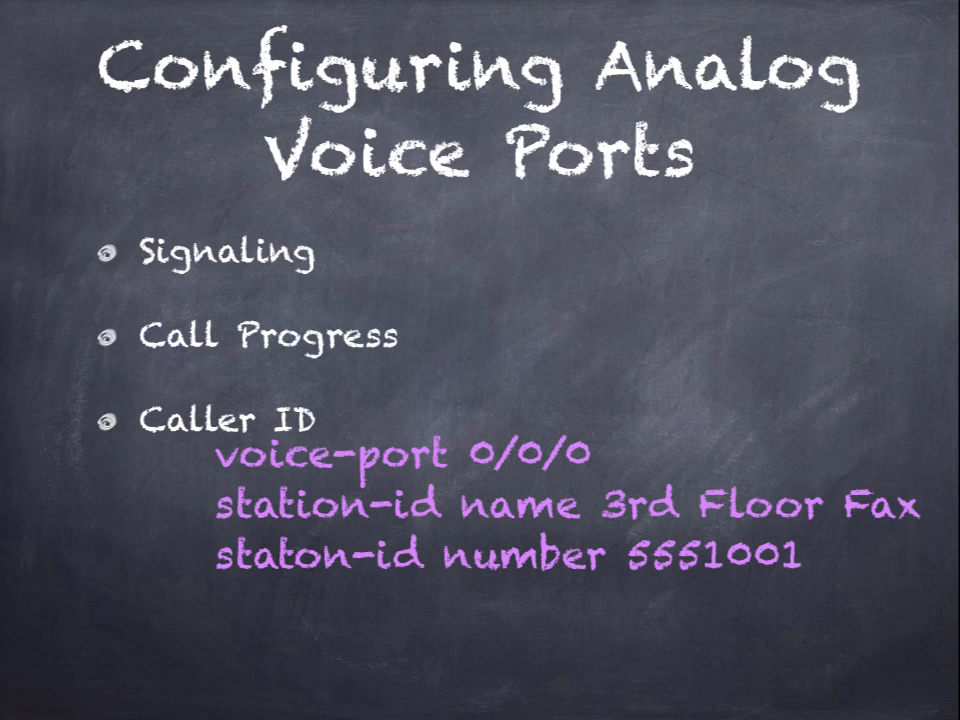 Configuring Analog
Voice Ports
Signaling
Call Progress
Caller ID
voice-port 0/0/0
station-id name 3rd Floor Fax
staton-id number 5551001